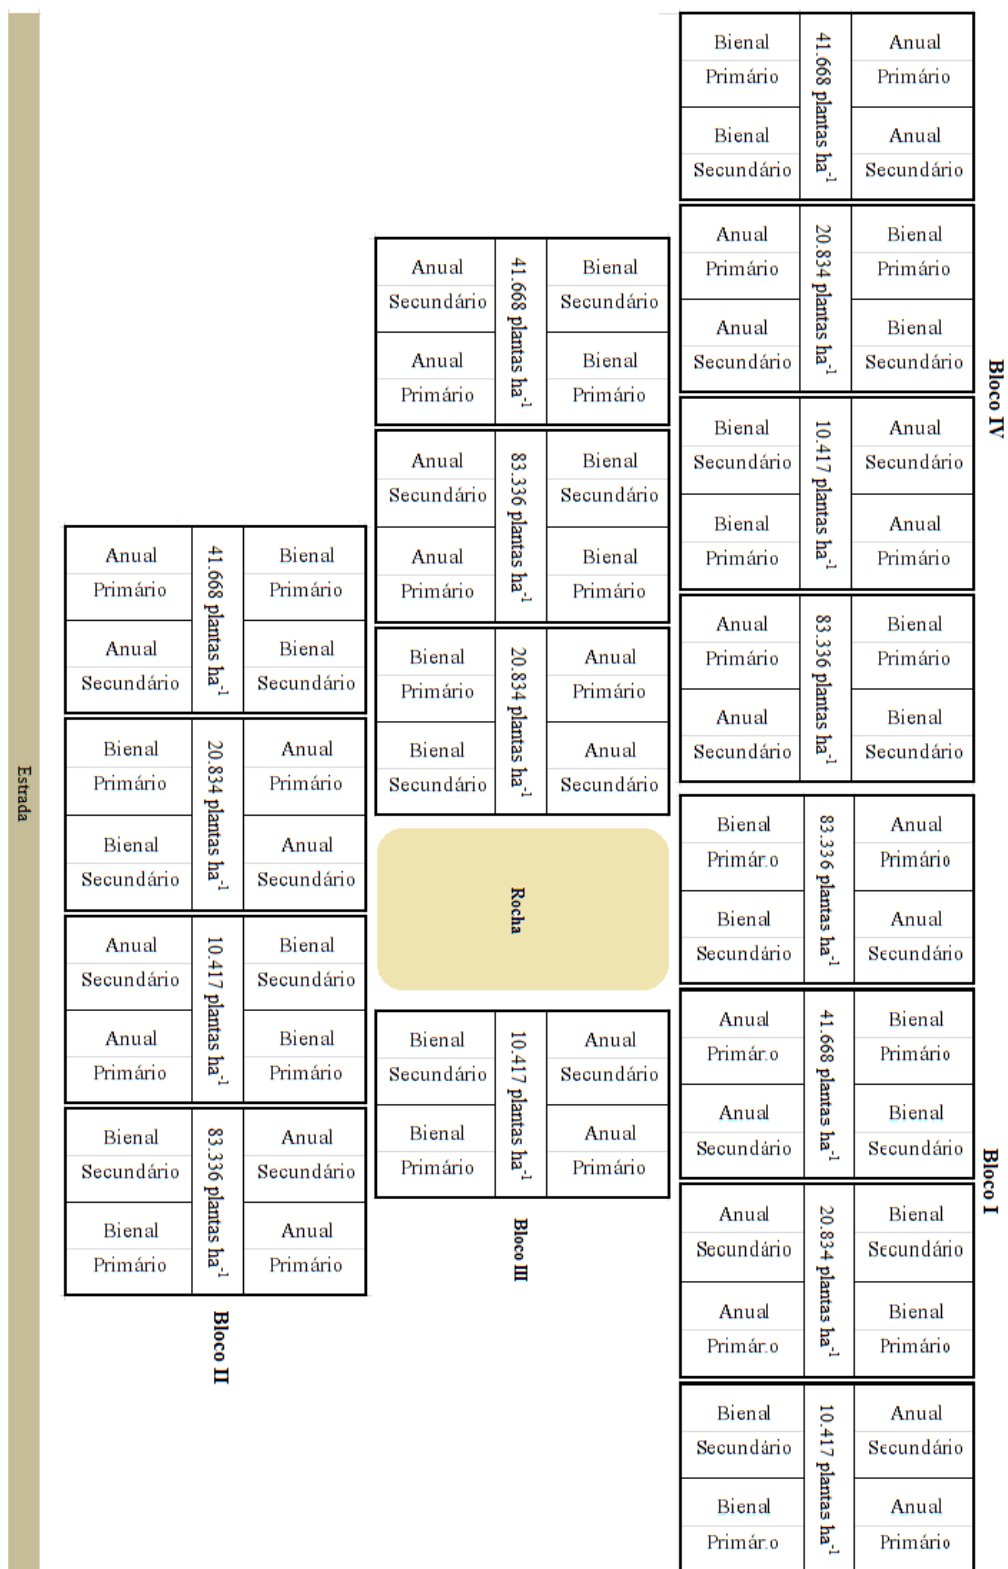 Estrada
Anual
Primário
Anual
Secundário
41.668 plantas ha-1
Bienal
Primário
Bienal
Secundário
Bienal
Primário
Bienal
Secundário
20.834 plantas ha-1
Anual
Primário
Anual
Secundário
Anual
Secundário
Anual
Primário
10.417 plantas ha-1
Bienal
Secundário
Bienal
Primário
Bienal
Secundário
Bienal
Primário
83.336 plantas ha-1
Anual
Secundário
Anual
Primário
Bloco II
Anual
Secundário
Anual
Primário
41.668 plantas ha-1
Bienal
Secundário
Bienal
Primário
Anual
Secundário
Anual
Primário
83.336 plantas ha-1
Bienal
Secundário
Bienal
Primário
Bienal
Primário
Bienal
Secundário
20.834 plantas ha-1
Anual
Primário
Anual
Secundário
Rocha
Bienal
Secundário
Bienal
Primário
10.417 plantas ha-1
Anual
Secundário
Anual
Primário
Bloco III
Bienal
Primário
Bienal
Secundário
41.668 plantas ha-1
Anual
Primário
Anual
Secundário
Anual
Primário
Anual
Secundário
20.834 plantas ha-1
Bienal
Primário
Bienal
Secundário
Bienal
Secundário
Bienal
Primário
10.417 plantas ha-1
Anual
Secundário
Anual
Primário
Anual
Primário
Anual
Secundário
83.336 plantas ha-1
Bienal
Primário
Bienal
Secundário
Bloco IV
Bienal
Primário
Bienal
Secundário
83.336 plantas ha-1
Anual
Primário
Anual
Secundário
Anual
Primário
Anual
Secundário
41.668 plantas ha-1
Bienal
Primário
Bienal
Secundário
Anual
Secundário
Anual
Primário
20.834 plantas ha-1
Bienal
Secundário
Bienal
Primário
Bienal
Secundário
Bienal
Primário
10.417 plantas ha-1
Anual
Secundário
Anual
Primário
Bloco I